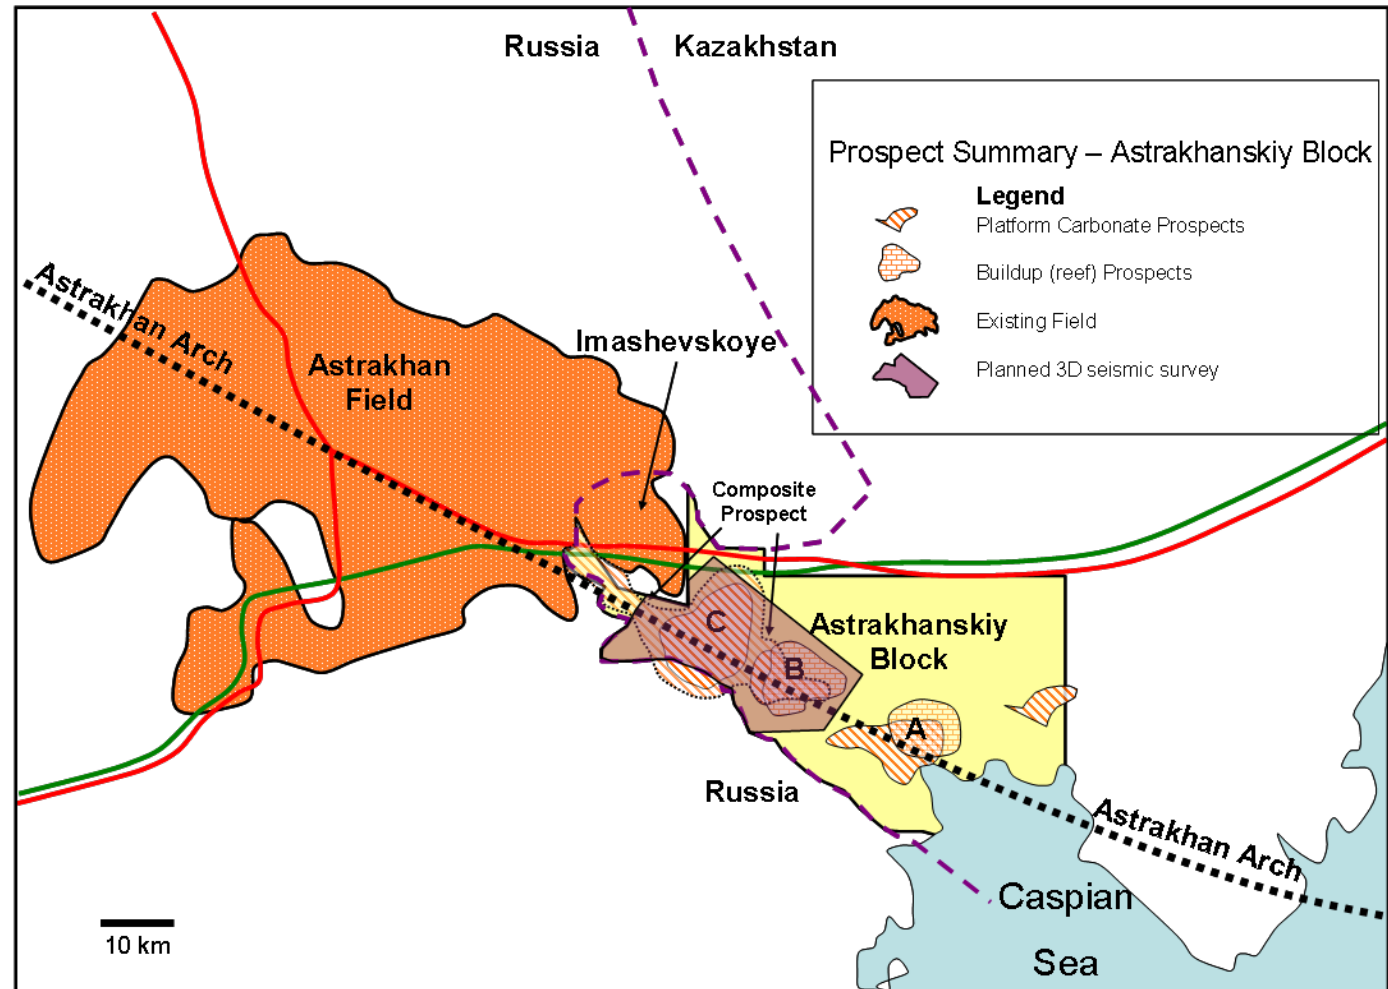 Russia
Kazakhstan
Prospect Summary – Astrakhanskiy Block
Legend
Platform Carbonate Prospects
Buildup (reef) Prospects
Existing Field
Planned 3D seismic survey
Astrakhan Arch
Astrakhan
Field
Imashevskoye
Composite
Prospect
C
B
A
Astrakhanskiy
Block
Russia
Astrakhan Arch
Caspian
Sea
10 km